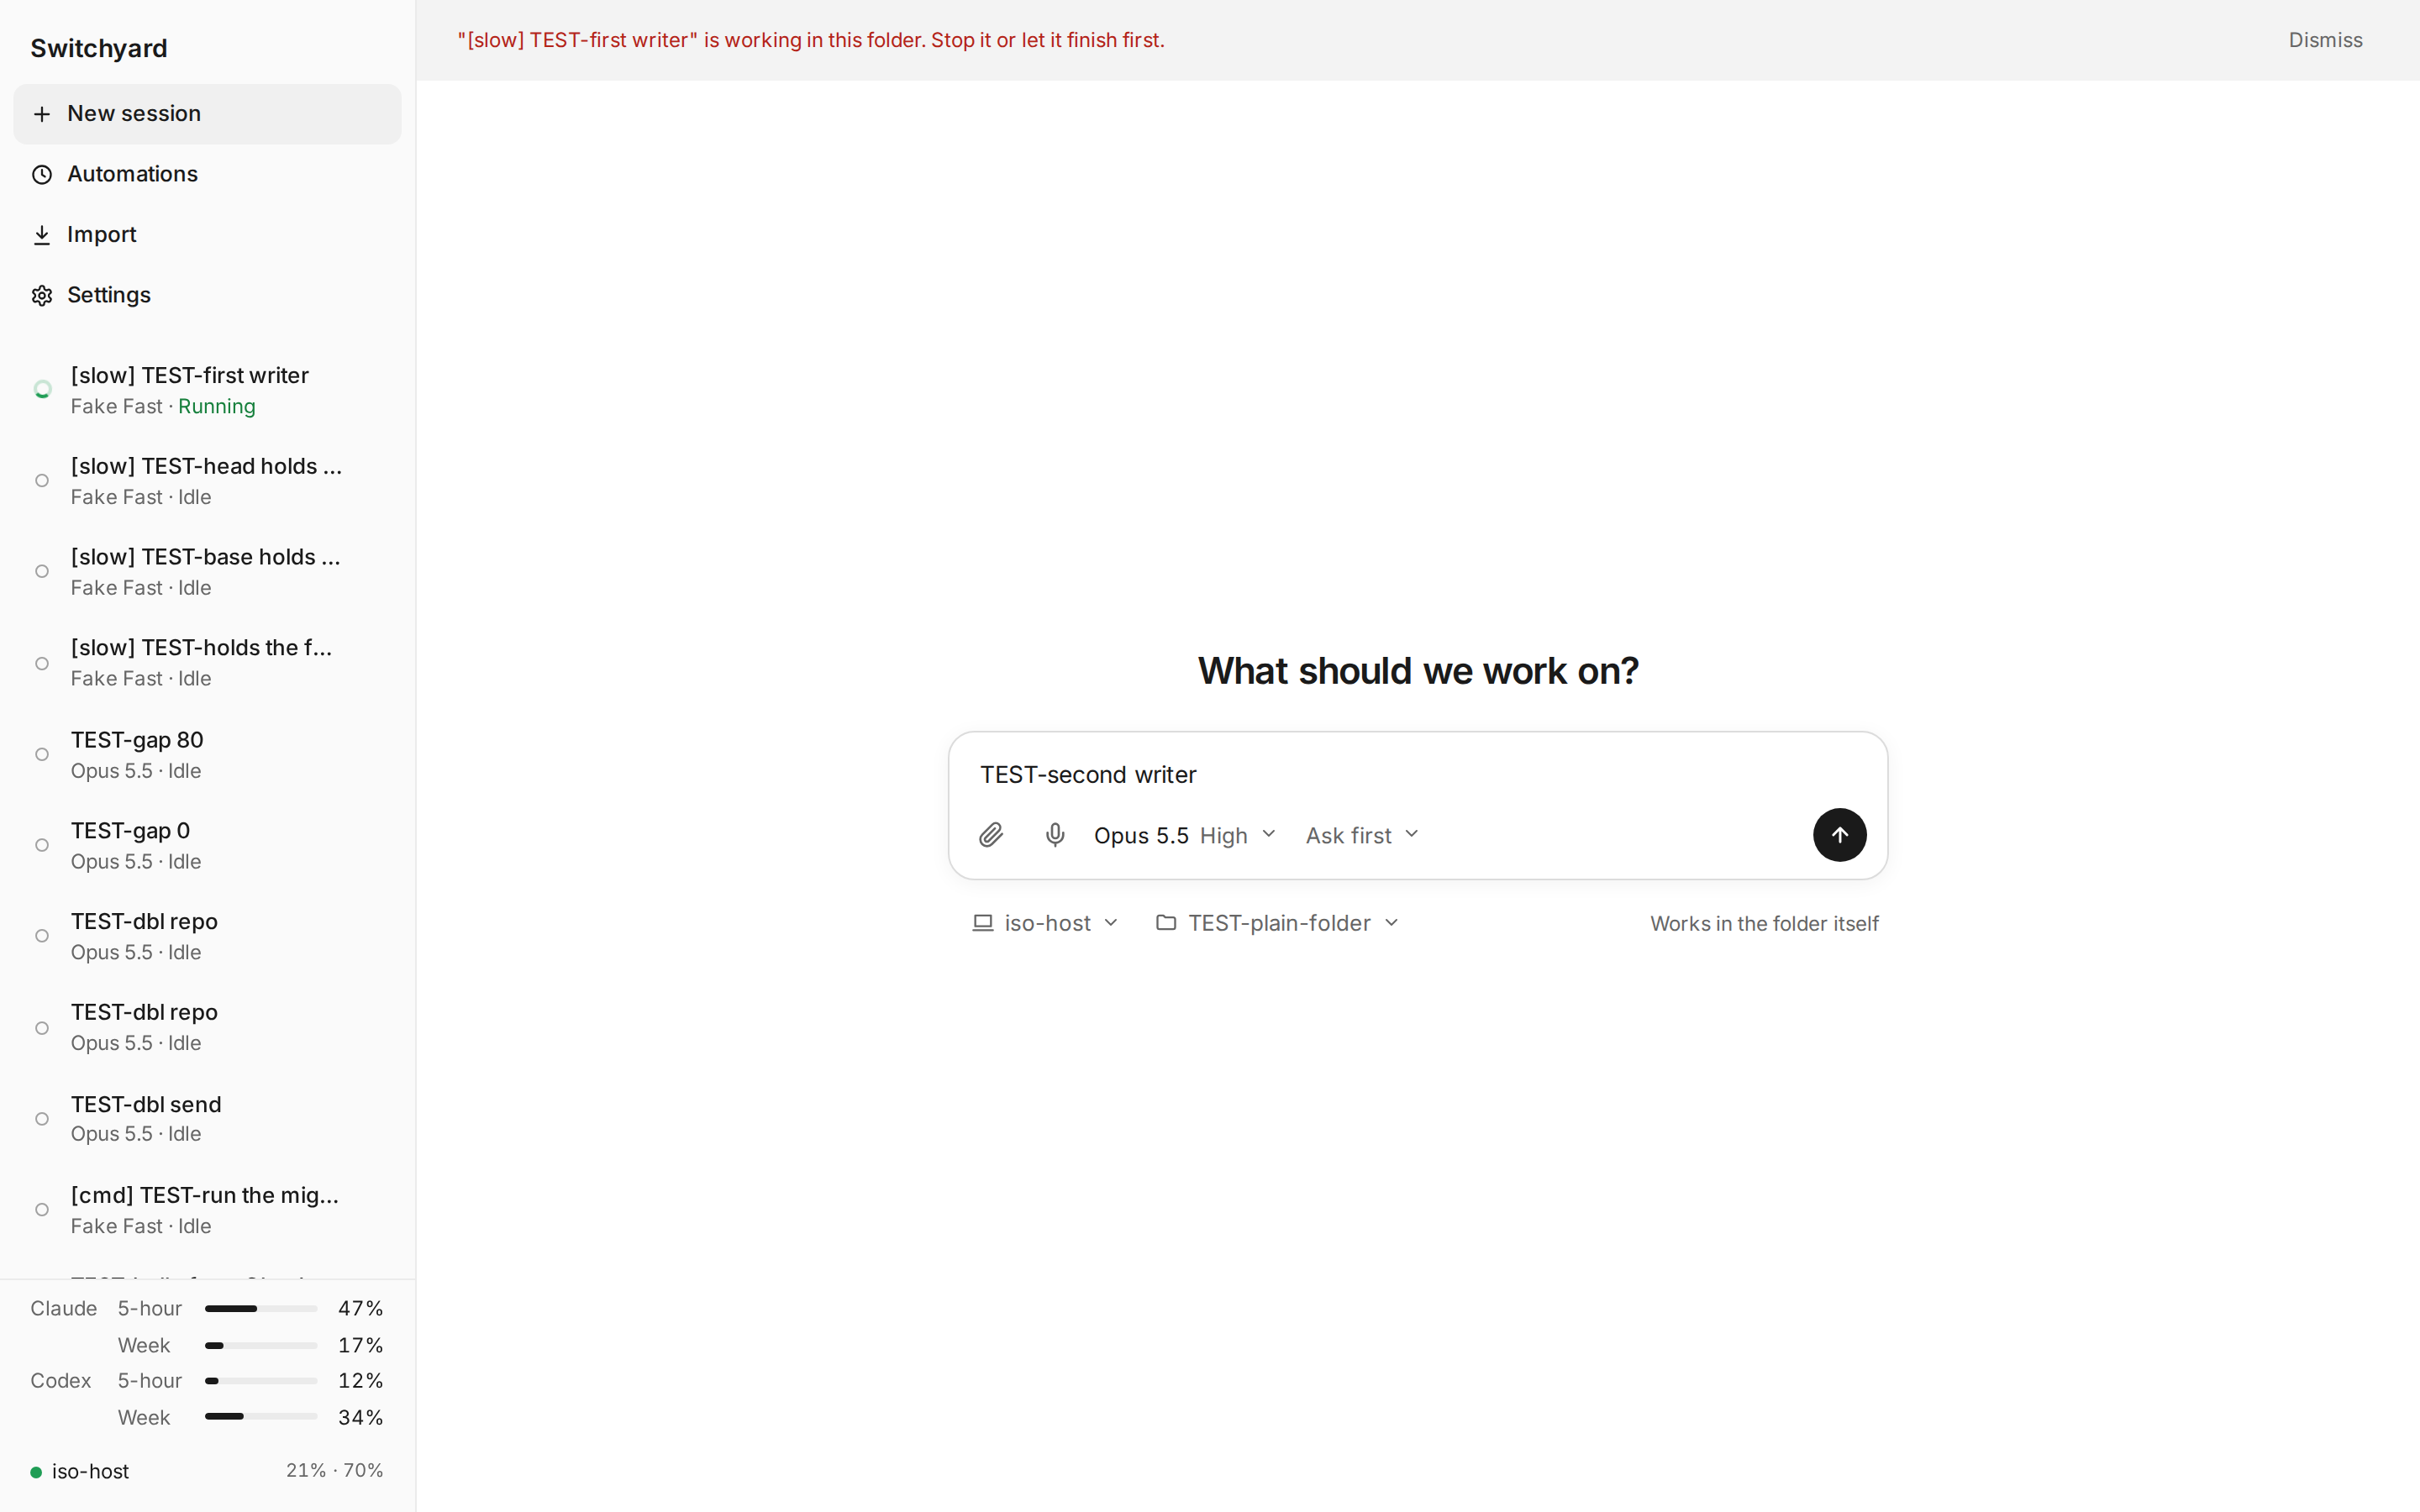 Switchyard
New session
Automations
Import
Settings
[slow] TEST-first writer
Fake Fast · Running
[slow] TEST-head holds ...
Fake Fast · Idle
[slow] TEST-base holds ...
Fake Fast · Idle
[slow] TEST-holds the f...
Fake Fast · Idle
TEST-gap 80
Opus 5.5 · Idle
TEST-gap 0
Opus 5.5 · Idle
TEST-dbl repo
Opus 5.5 · Idle
TEST-dbl repo
Opus 5.5 · Idle
TEST-dbl send
Opus 5.5 · Idle
[cmd] TEST-run the mig...
Fake Fast · Idle
Claude 5-hour 47%
Week 17%
Codex 5-hour 12%
Week 34%
iso-host 21% · 70%
"[slow] TEST-first writer" is working in this folder. Stop it or let it finish first. Dismiss
What should we work on?
TEST-second writer
Opus 5.5 High Ask first
iso-host TEST-plain-folder Works in the folder itself